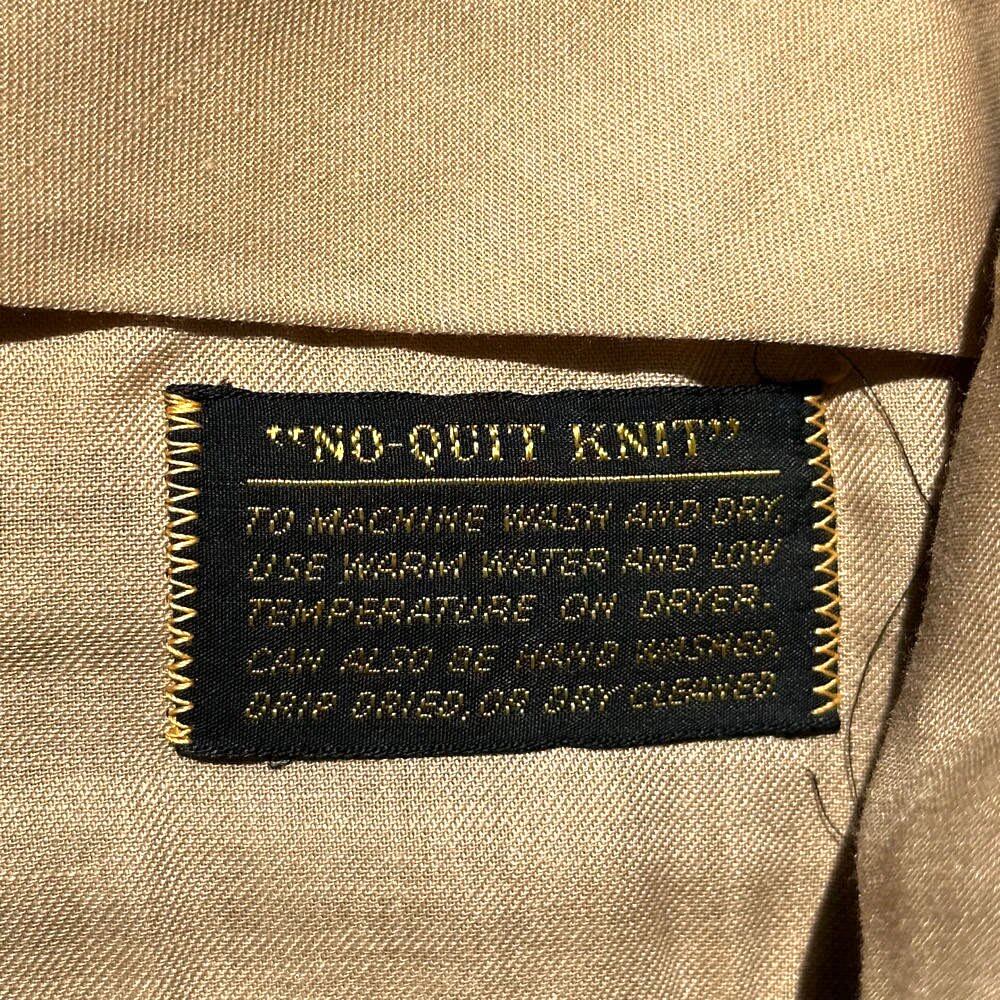 “NO-QUIT KNIT”
TO MACHINE WASH AND DRY,
USE WARM WATER AND LOW
TEMPERATURE ON DRYER.
CAN ALSO BE HAND WASHED,
DRIP DRIED, OR DRY CLEANED